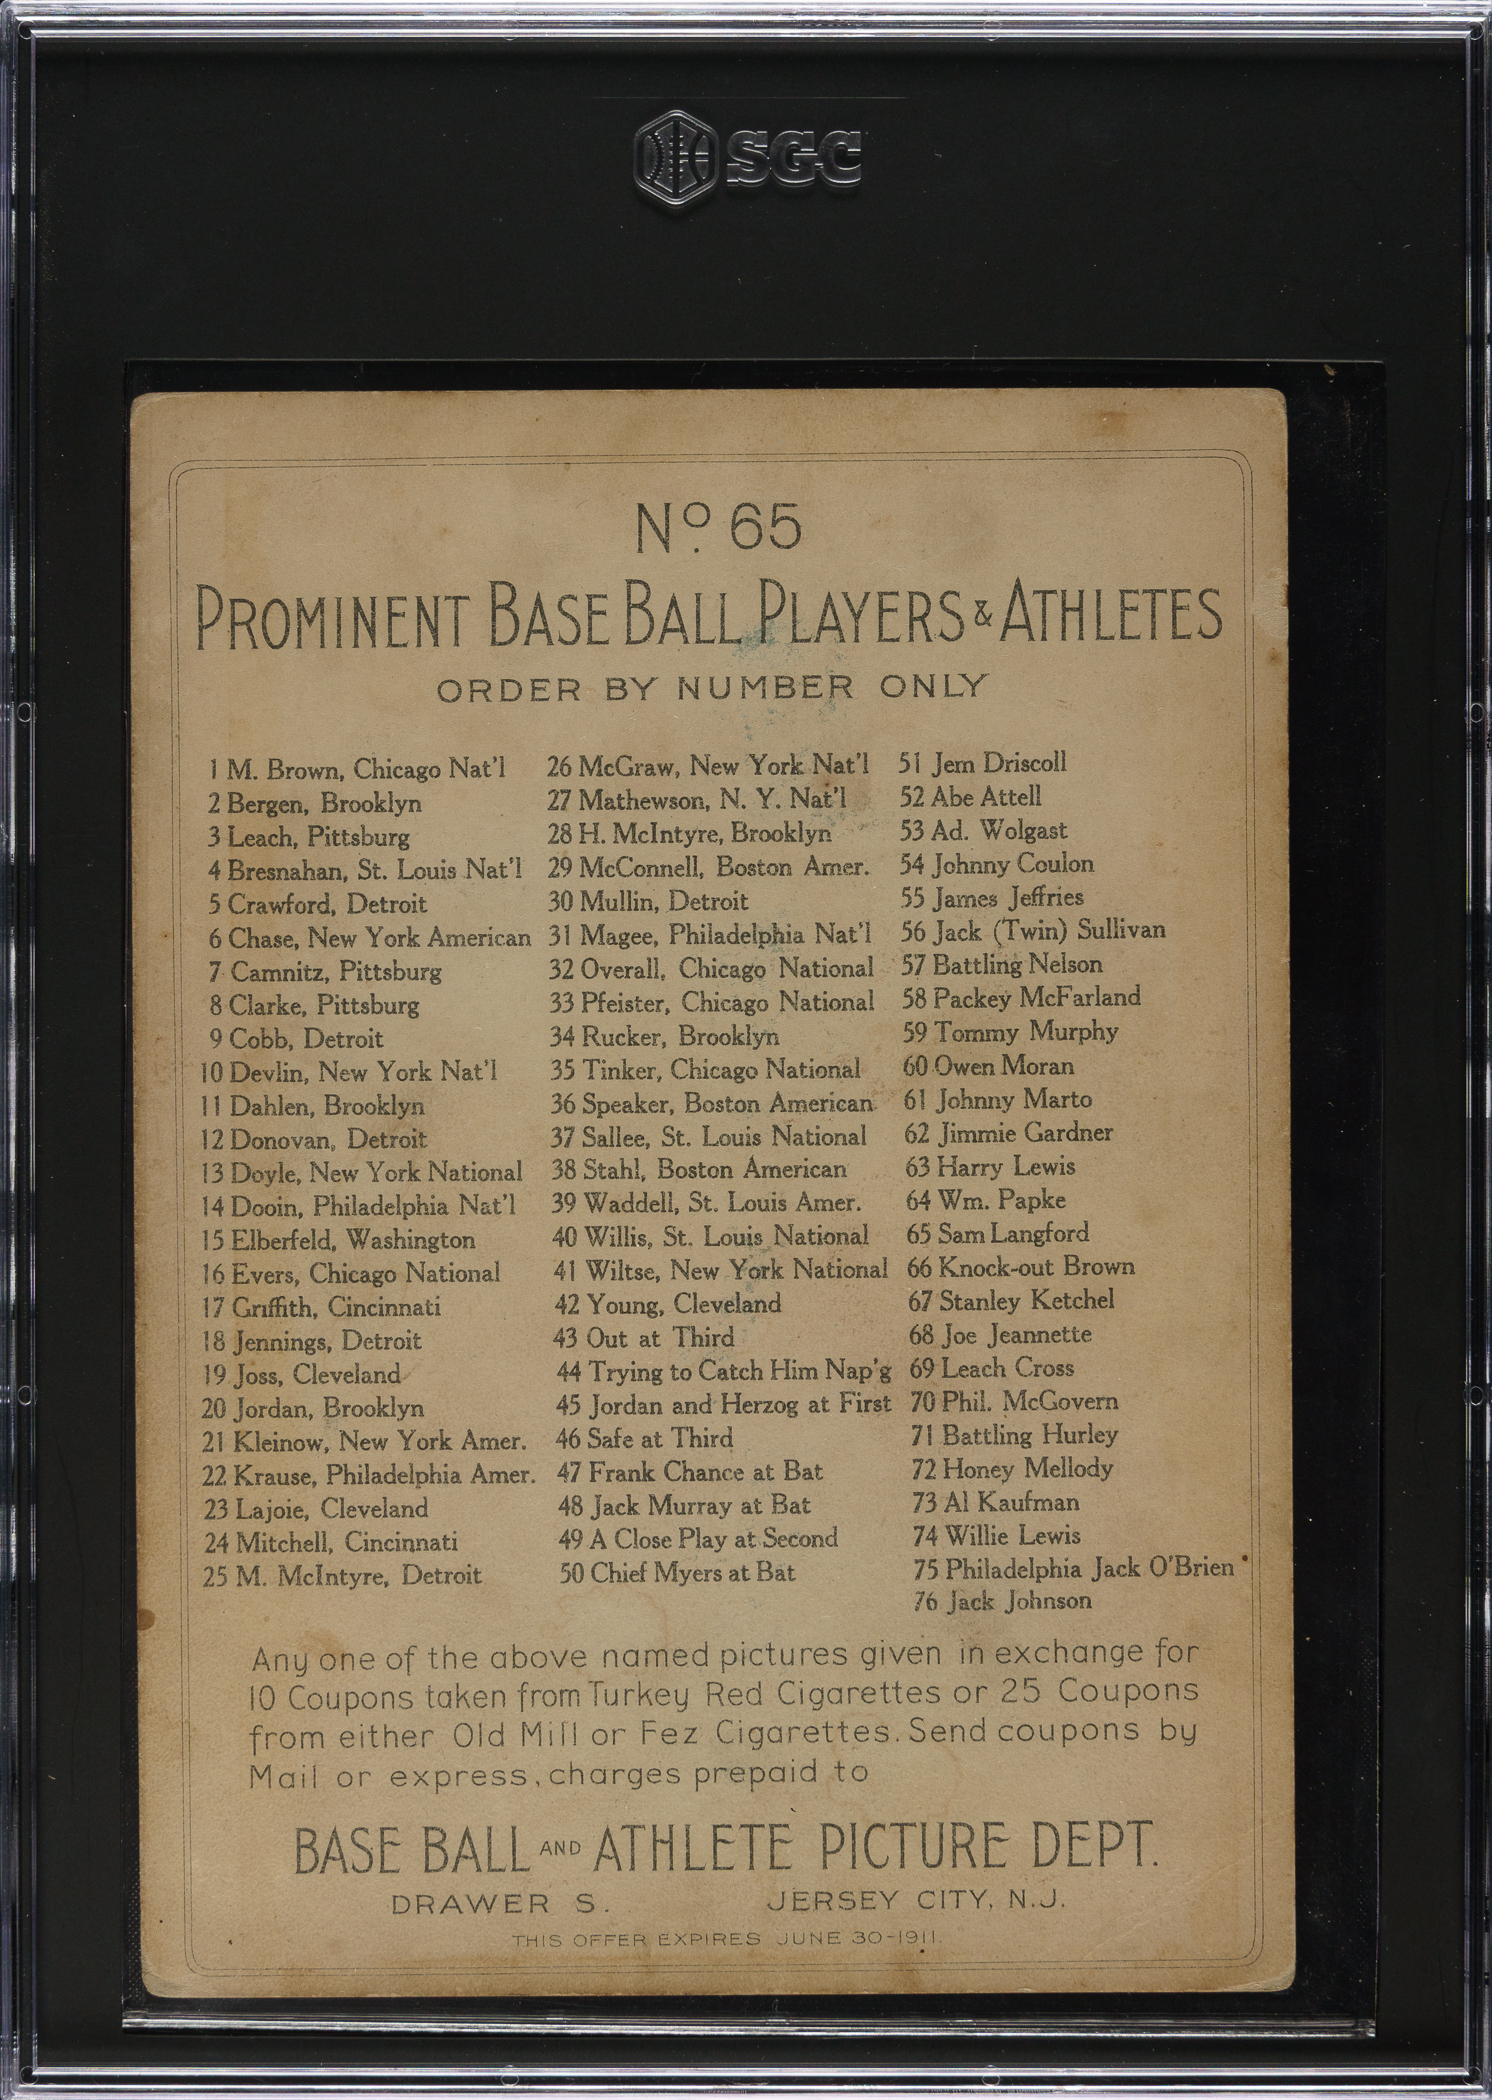 SGC
Nº. 65
PROMINENT BASE BALL PLAYERS & ATHLETES
ORDER BY NUMBER ONLY
1 M. Brown, Chicago Nat'l
2 Bergen, Brooklyn
3 Leach, Pittsburg
4 Bresnahan, St. Louis Nat'l
5 Crawford, Detroit
6 Chase, New York American
7 Camnitz, Pittsburg
8 Clarke, Pittsburg
9 Cobb, Detroit
10 Devlin, New York Nat'l
11 Dahlen, Brooklyn
12 Donovan, Detroit
13 Doyle, New York National
14 Dooin, Philadelphia Nat'l
15 Elberfeld, Washington
16 Evers, Chicago National
17 Griffith, Cincinnati
18 Jennings, Detroit
19 Joss, Cleveland
20 Jordan, Brooklyn
21 Kleinow, New York Amer.
22 Krause, Philadelphia Amer.
23 Lajoie, Cleveland
24 Mitchell, Cincinnati
25 M. McIntyre, Detroit
26 McGraw, New York Nat'l
27 Mathewson, N. Y. Nat'l
28 H. McIntyre, Brooklyn
29 McConnell, Boston Amer.
30 Mullin, Detroit
31 Magee, Philadelphia Nat'l
32 Overall, Chicago National
33 Pfeister, Chicago National
34 Rucker, Brooklyn
35 Tinker, Chicago National
36 Speaker, Boston American
37 Sallee, St. Louis National
38 Stahl, Boston American
39 Waddell, St. Louis Amer.
40 Willis, St. Louis National
41 Wiltse, New York National
42 Young, Cleveland
43 Out at Third
44 Trying to Catch Him Nap'g
45 Jordan and Herzog at First
46 Safe at Third
47 Frank Chance at Bat
48 Jack Murray at Bat
49 A Close Play at Second
50 Chief Myers at Bat
51 Jem Driscoll
52 Abe Attell
53 Ad. Wolgast
54 Johnny Coulon
55 James Jeffries
56 Jack (Twin) Sullivan
57 Battling Nelson
58 Packey McFarland
59 Tommy Murphy
60 Owen Moran
61 Johnny Marto
62 Jimmie Gardner
63 Harry Lewis
64 Wm. Papke
65 Sam Langford
66 Knock-out Brown
67 Stanley Ketchel
68 Joe Jeannette
69 Leach Cross
70 Phil. McGovern
71 Battling Hurley
72 Honey Mellody
73 Al Kaufman
74 Willie Lewis
75 Philadelphia Jack O'Brien
76 Jack Johnson
Any one of the above named pictures given in exchange for
10 Coupons taken from Turkey Red Cigarettes or 25 Coupons
from either Old Mill or Fez Cigarettes. Send coupons by
Mail or express, charges prepaid to
BASE BALL AND ATHLETE PICTURE DEPT.
DRAWER S. JERSEY CITY, N.J.
THIS OFFER EXPIRES JUNE 30-1911.